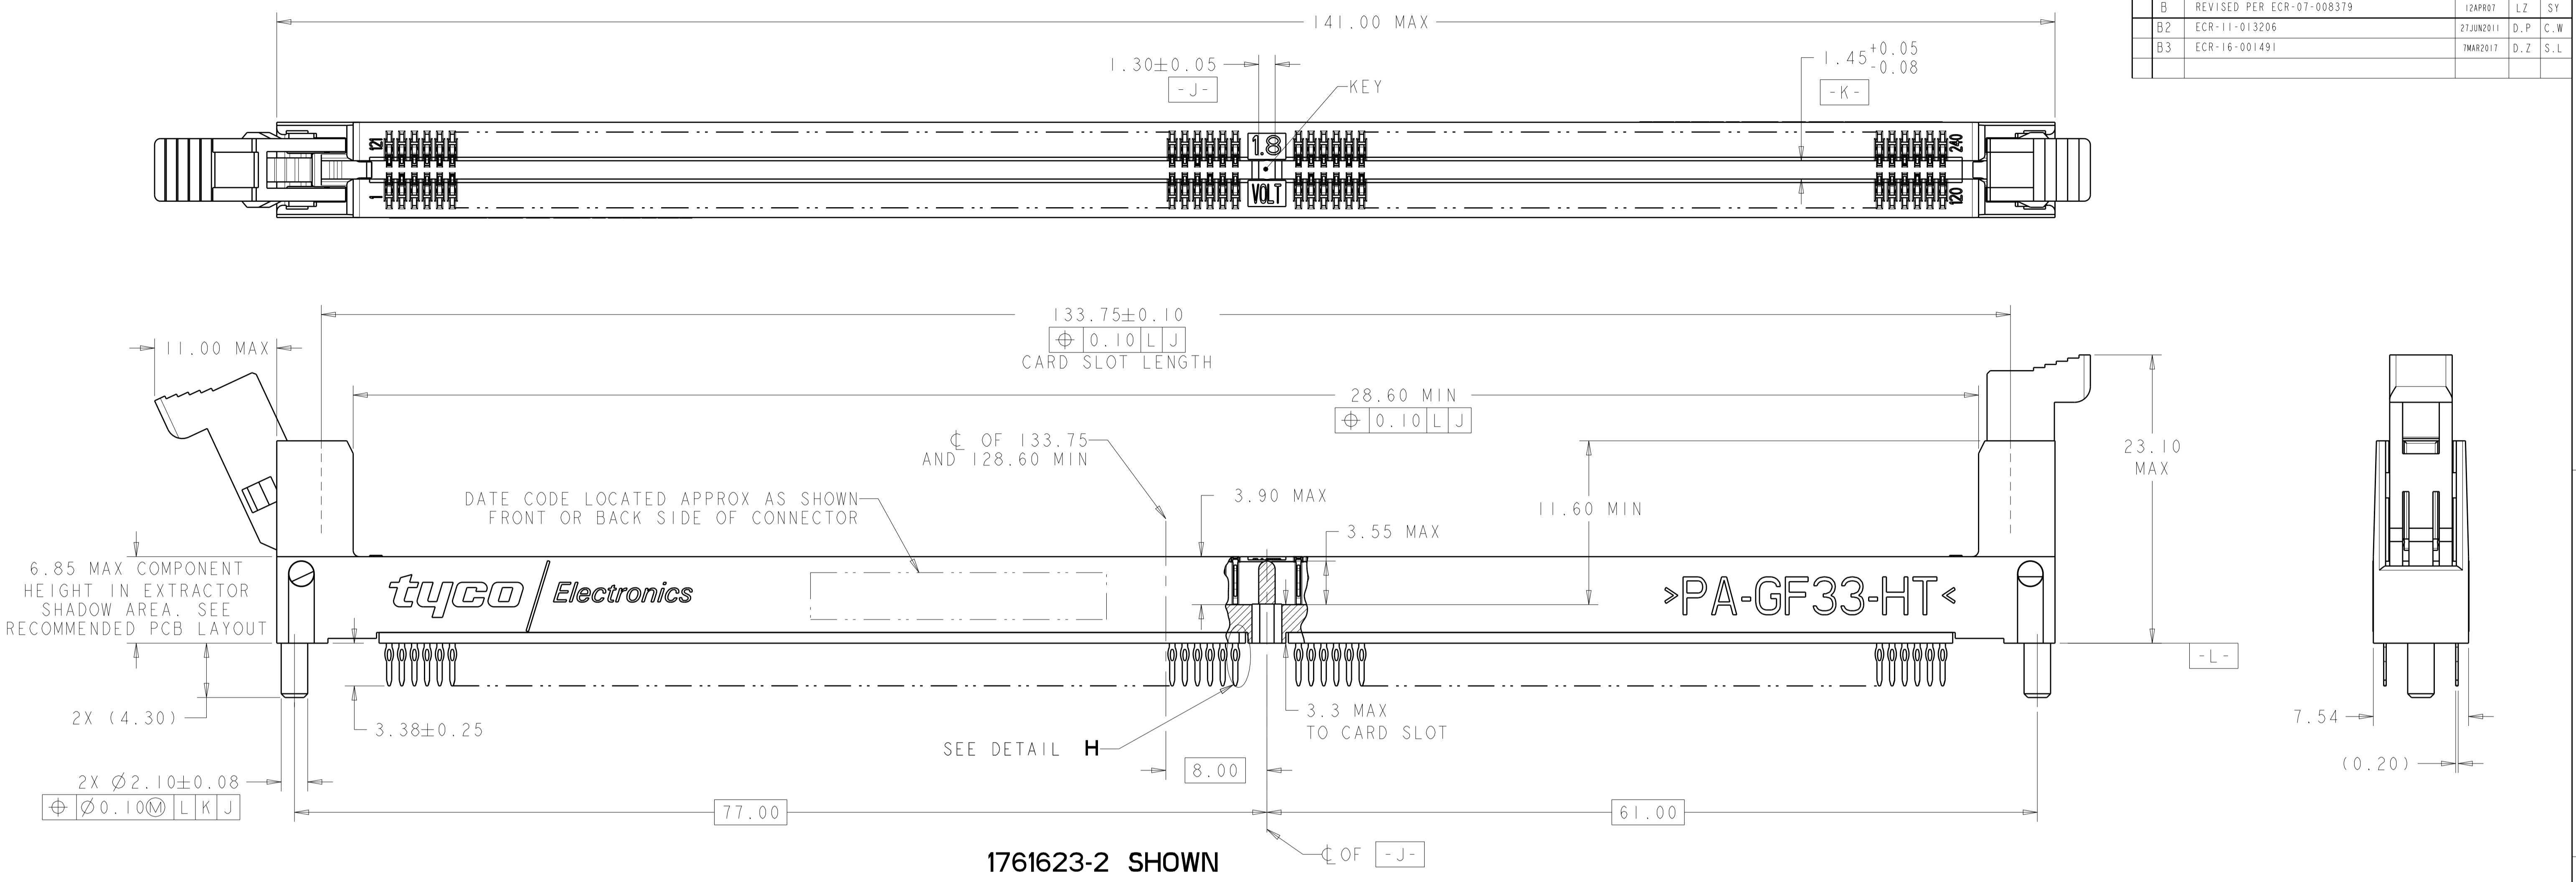 141.00 MAX
B REVISED PER ECR-07-008379 12APR07 LZ SY
B2 ECR-11-013206 27JUN2011 D.P C.W
B3 ECR-16-001491 7MAR2017 D.Z S.L
1.30±0.05
-J-
KEY
1.45 +0.05 -0.08
-K-
121
1.8
240
1
VOLT
120
133.75±0.10
⌖ 0.10 L J
CARD SLOT LENGTH
11.00 MAX
28.60 MIN
⌖ 0.10 L J
℄ OF 133.75
AND 128.60 MIN
23.10
MAX
DATE CODE LOCATED APPROX AS SHOWN
FRONT OR BACK SIDE OF CONNECTOR
3.90 MAX
11.60 MIN
3.55 MAX
6.85 MAX COMPONENT
HEIGHT IN EXTRACTOR
SHADOW AREA. SEE
RECOMMENDED PCB LAYOUT
tyco / Electronics
>PA-GF33-HT<
-L-
2X (4.30)
3.38±0.25
3.3 MAX
TO CARD SLOT
SEE DETAIL H
7.54
8.00
(0.20)
2X Ø2.10±0.08
⌖ Ø0.10Ⓜ L K J
77.00
61.00
℄ OF -J-
1761623-2 SHOWN